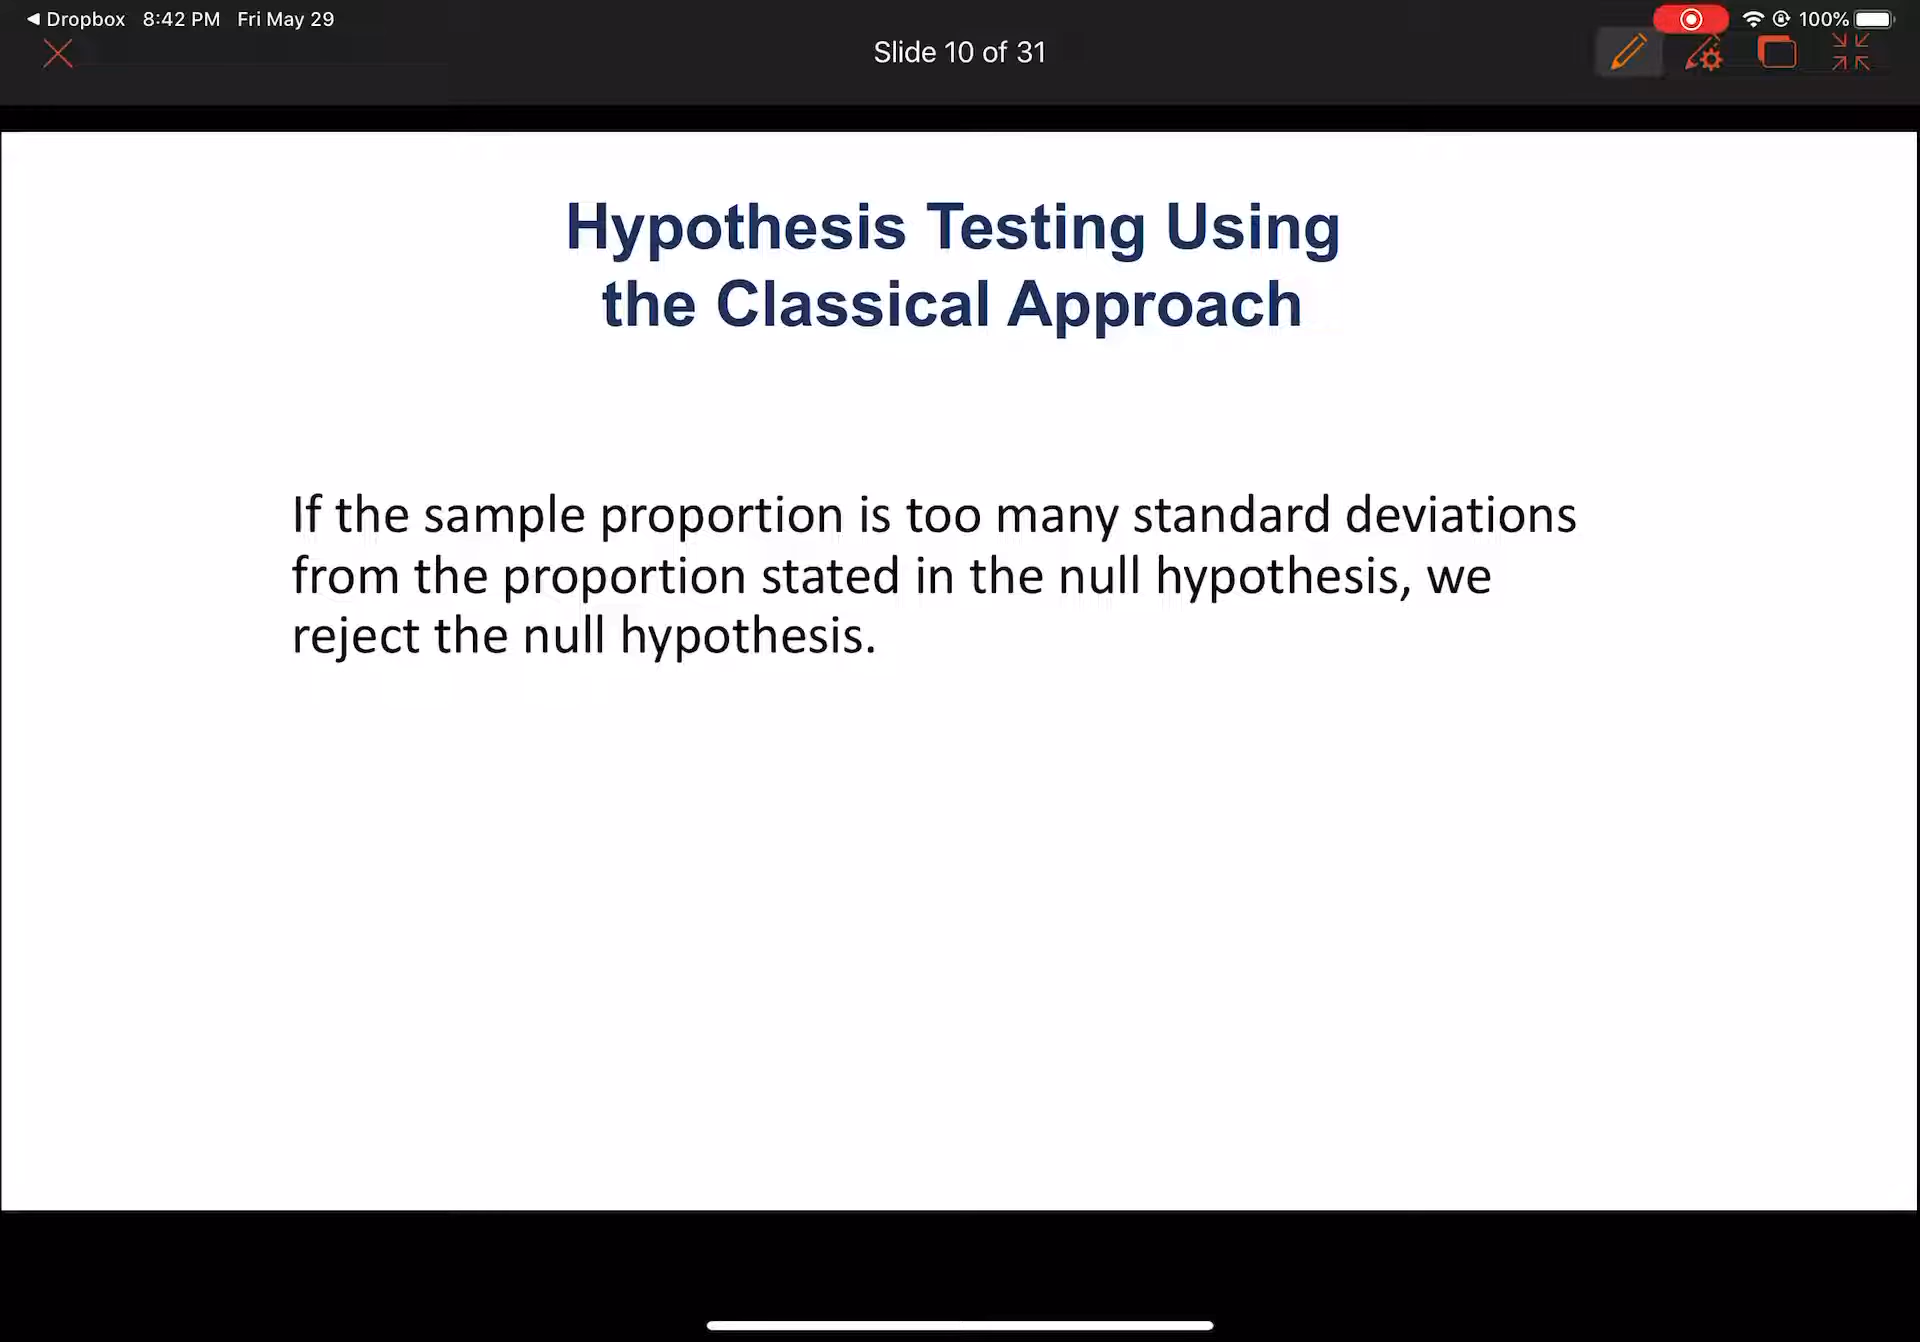 ◀ Dropbox 8:42 PM Fri May 29 100%
Slide 10 of 31
Hypothesis Testing Using
the Classical Approach
If the sample proportion is too many standard deviations
from the proportion stated in the null hypothesis, we
reject the null hypothesis.